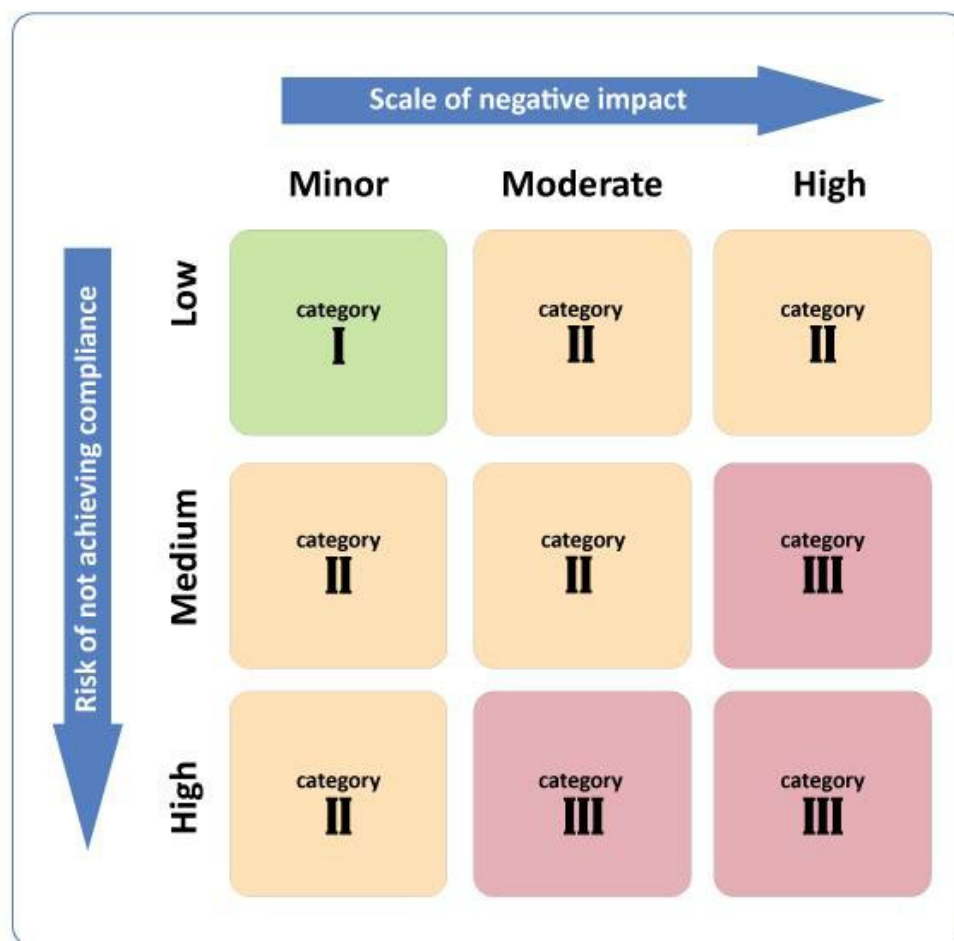 Scale of negative impact
Minor Moderate High
Risk of not achieving compliance
Low
category category category
I II II
Medium
category category category
II II III
High
category category category
II III III